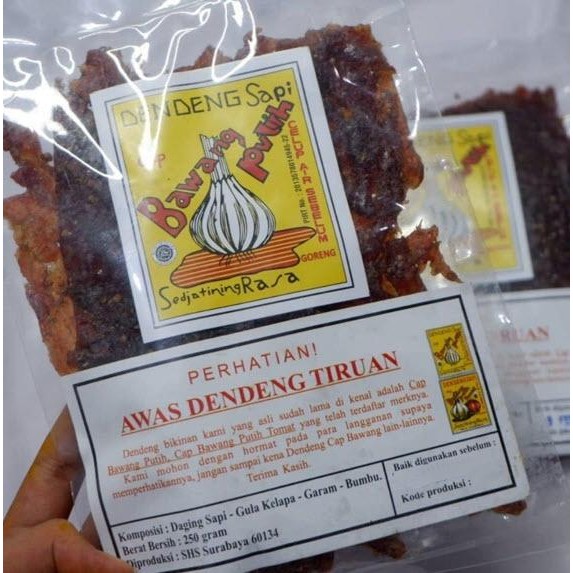 DENDENG Sapi
CAP
Bawang
Putih
CELUP AIR SEBELUM
GORENG
SedjatiningRasa
PERHATIAN!
AWAS DENDENG TIRUAN
Dendeng bikinan kami yang asli sudah lama di kenal adalah Cap
Bawang Putih, Cap Bawang Putih Tomat yang telah terdaftar merknya.
Kami mohon dengan hormat pada para langganan supaya
memperhatikannya, jangan sampai kena Dendeng Cap Bawang lain-lainya.
Terima Kasih.
Komposisi : Daging Sapi - Gula Kelapa - Garam - Bumbu.
Berat Bersih : 250 gram
Diproduksi : SHS Surabaya 60134
Baik digunakan sebelum :
Kode produksi :
RUAN